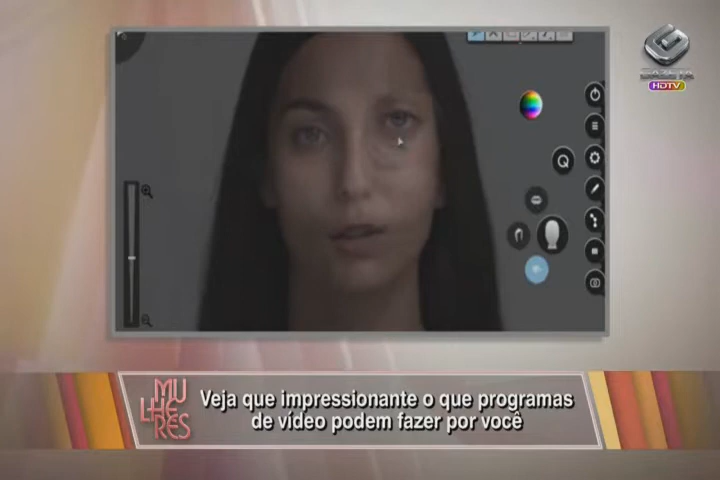 GAZETA
HDTV
MU
LHE
RES
Veja que impressionante o que programas
de vídeo podem fazer por você
Q